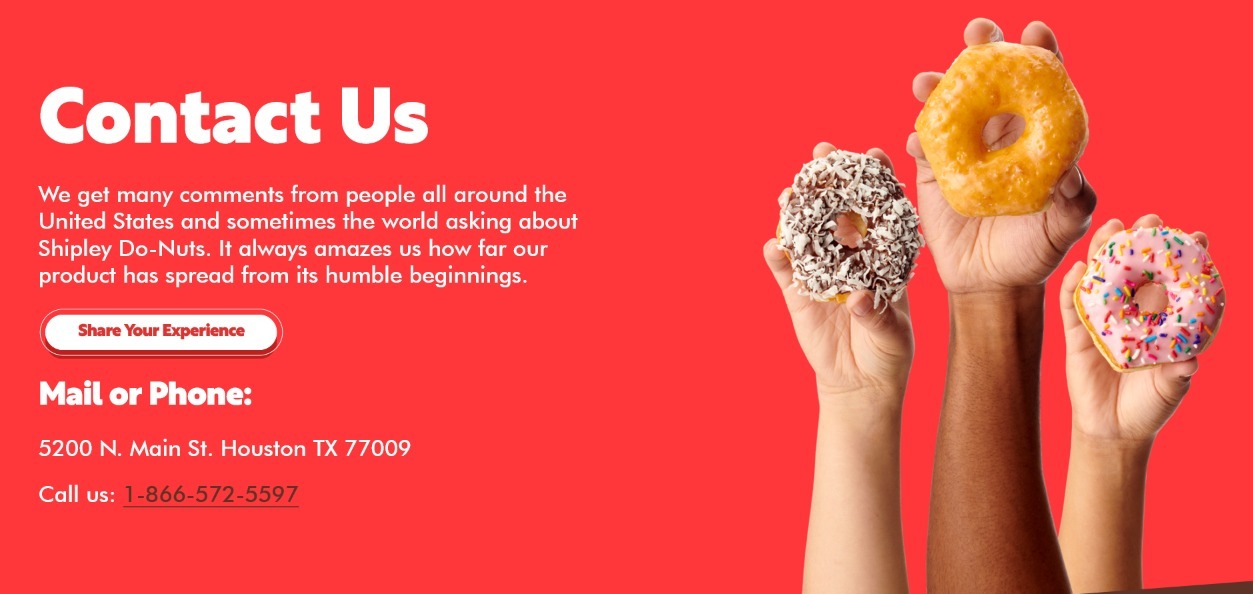 Contact Us
We get many comments from people all around the
United States and sometimes the world asking about
Shipley Do-Nuts. It always amazes us how far our
product has spread from its humble beginnings.
Share Your Experience
Mail or Phone:
5200 N. Main St. Houston TX 77009
Call us: 1-866-572-5597